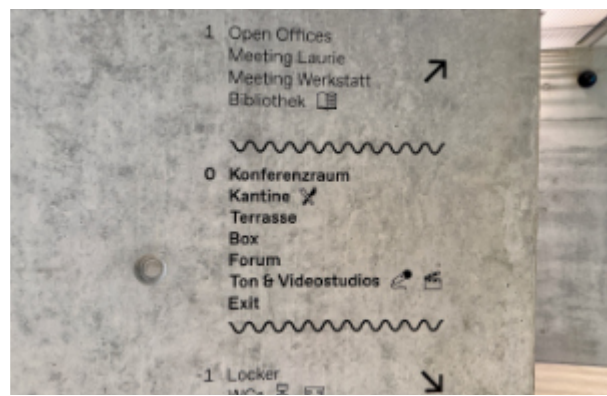 1 Open Offices
Meeting Laurie
Meeting Werkstatt
Bibliothek
0 Konferenzraum
Kantine
Terrasse
Box
Forum
Ton & Videostudios
Exit
-1 Locker
WCs